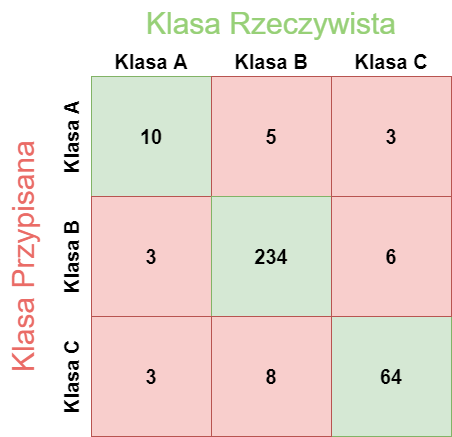 Klasa Rzeczywista
Klasa A Klasa B Klasa C
Klasa Przypisana
Klasa A 10 5 3
Klasa B 3 234 6
Klasa C 3 8 64